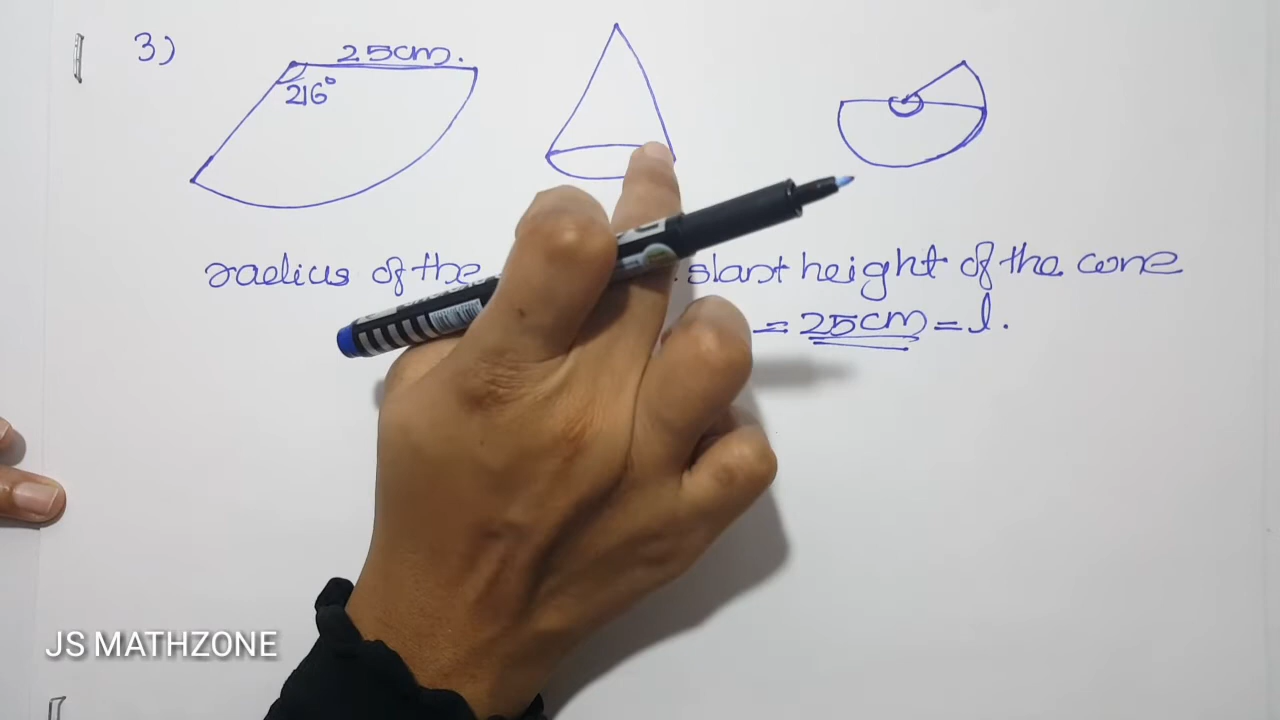 3)
25cm.
216°
radius of the slant height of the cone
= 25cm = l.
JS MATHZONE